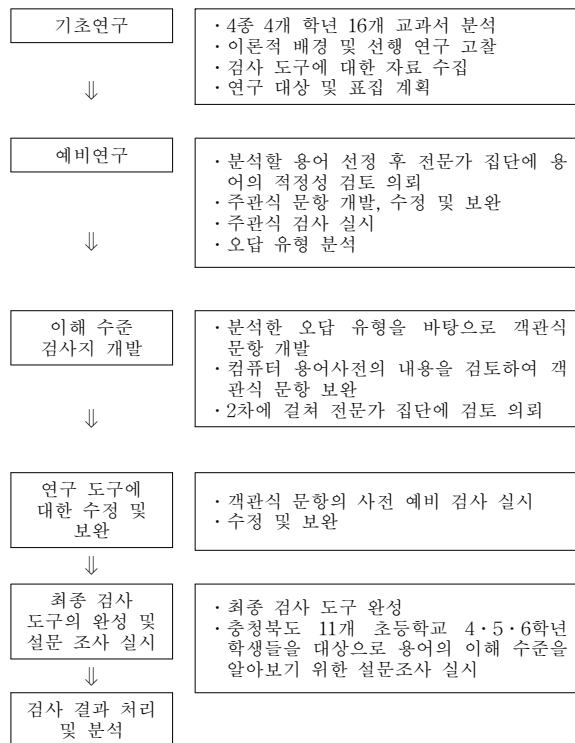 기초연구
· 4종 4개 학년 16개 교과서 분석
· 이론적 배경 및 선행 연구 고찰
· 검사 도구에 대한 자료 수집
· 연구 대상 및 표집 계획
⇓
예비연구
· 분석할 용어 선정 후 전문가 집단에 용
어의 적정성 검토 의뢰
· 주관식 문항 개발, 수정 및 보완
· 주관식 검사 실시
· 오답 유형 분석
⇓
이해 수준
검사지 개발
· 분석한 오답 유형을 바탕으로 객관식
문항 개발
· 컴퓨터 용어사전의 내용을 검토하여 객
관식 문항 보완
· 2차에 걸쳐 전문가 집단에 검토 의뢰
⇓
연구 도구에
대한 수정 및
보완
· 객관식 문항의 사전 예비 검사 실시
· 수정 및 보완
⇓
최종 검사
도구의 완성 및
설문 조사 실시
· 최종 검사 도구 완성
· 충청북도 11개 초등학교 4·5·6학년
학생들을 대상으로 용어의 이해 수준을
알아보기 위한 설문조사 실시
⇓
검사 결과 처리
및 분석